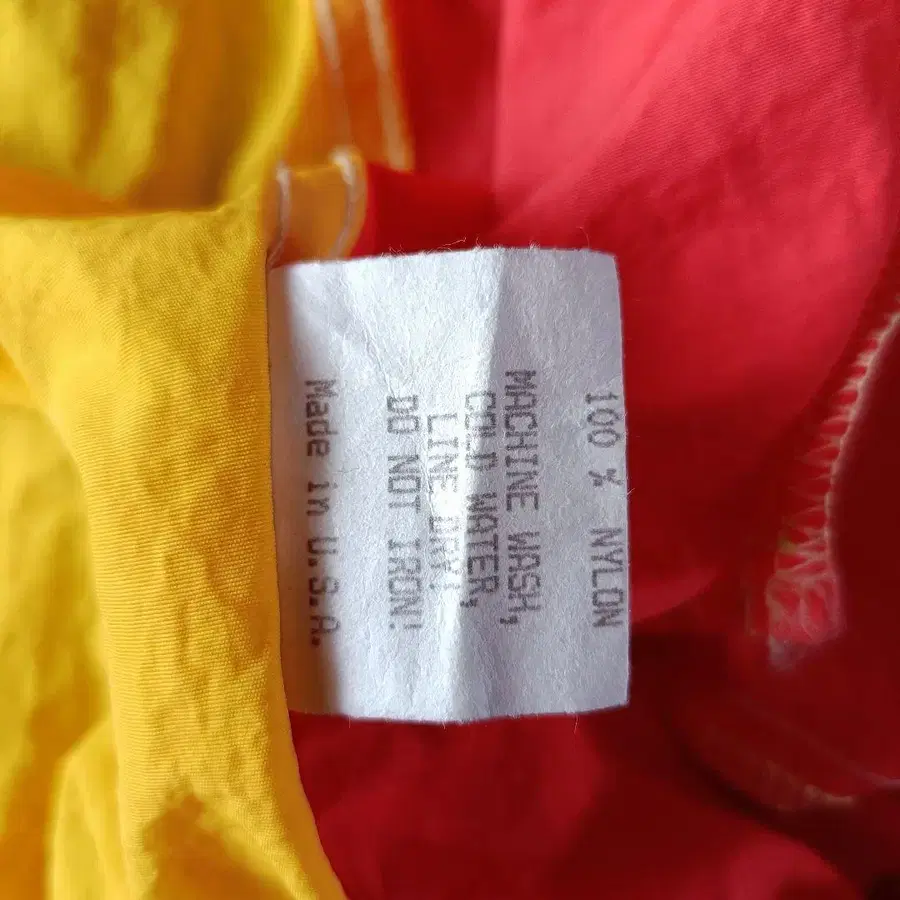 100 % NYLON
MACHINE WASH,
COLD WATER,
LINE DRY!
DO NOT IRON!!
Made in U.S.A.